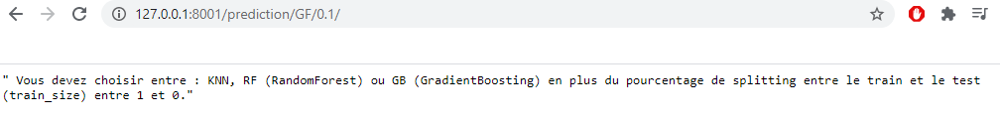 127.0.0.1:8001/prediction/GF/0.1/
" Vous devez choisir entre : KNN, RF (RandomForest) ou GB (GradientBoosting) en plus du pourcentage de splitting entre le train et le test
(train_size) entre 1 et 0."